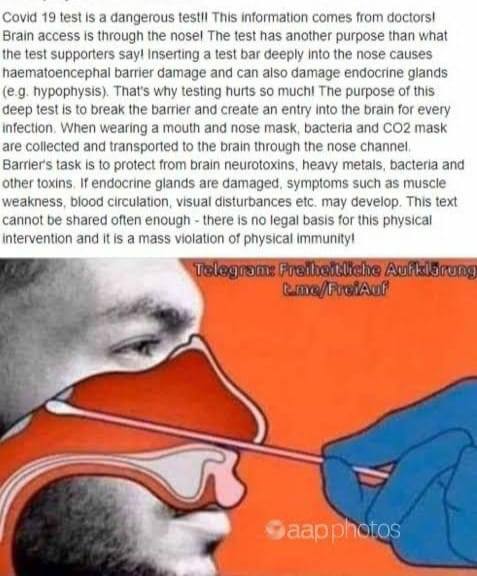 Covid 19 test is a dangerous test!! This information comes from doctors!
Brain access is through the nose! The test has another purpose than what
the test supporters say! Inserting a test bar deeply into the nose causes
haematoencephal barrier damage and can also damage endocrine glands
(e.g. hypophysis). That's why testing hurts so much! The purpose of this
deep test is to break the barrier and create an entry into the brain for every
infection. When wearing a mouth and nose mask, bacteria and CO2 mask
are collected and transported to the brain through the nose channel.
Barrier's task is to protect from brain neurotoxins, heavy metals, bacteria and
other toxins. If endocrine glands are damaged, symptoms such as muscle
weakness, blood circulation, visual disturbances etc. may develop. This text
cannot be shared often enough - there is no legal basis for this physical
intervention and it is a mass violation of physical immunity!
Telegram: Freiheitliche Aufklärung
t.me/FreiAuf
aap photos